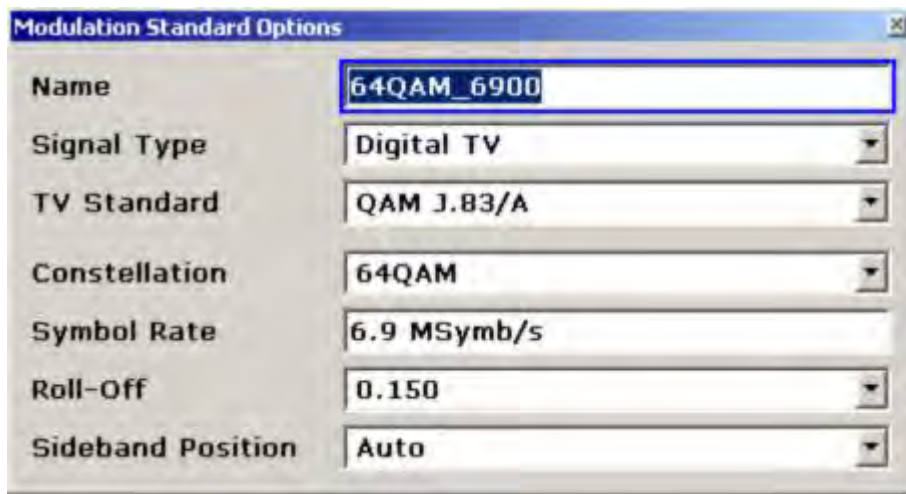 Modulation Standard Options
Name 64QAM_6900
Signal Type Digital TV
TV Standard QAM J.83/A
Constellation 64QAM
Symbol Rate 6.9 MSymb/s
Roll-Off 0.150
Sideband Position Auto